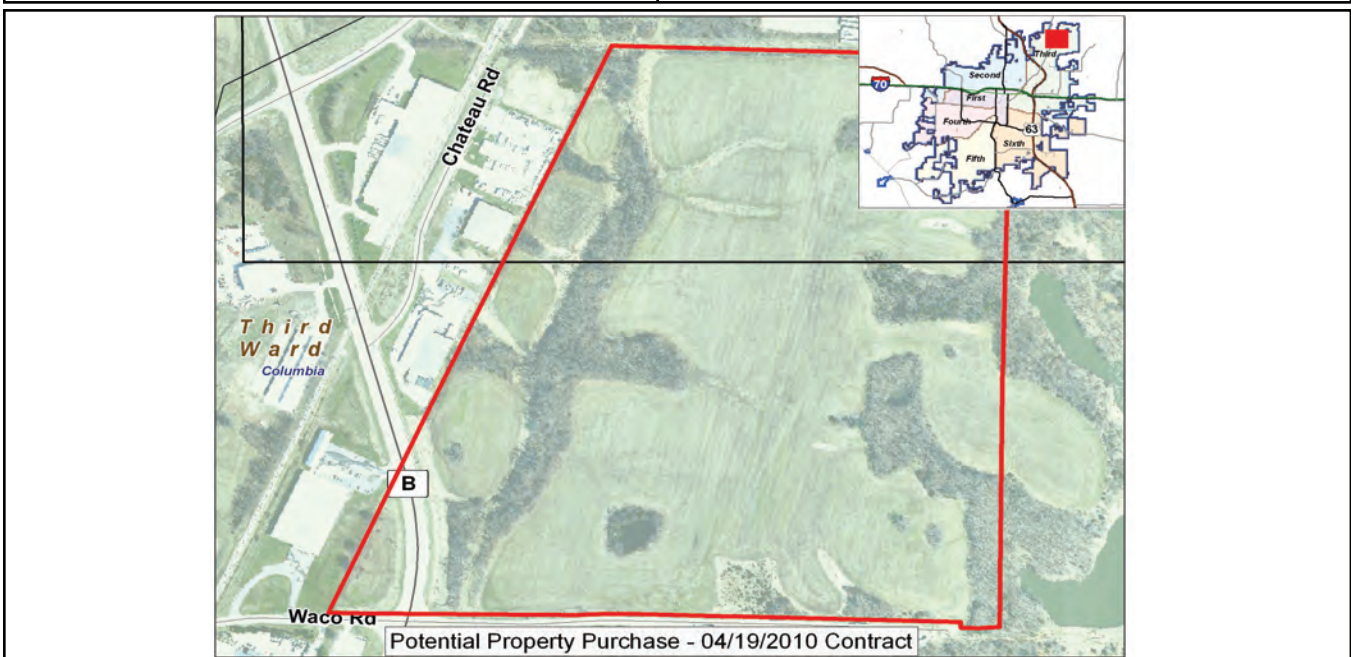 Chateau Rd
Third
Ward
Columbia
B
Waco Rd
Potential Property Purchase - 04/19/2010 Contract
Third
Second
70
First
Fourth
63
Sixth
Fifth